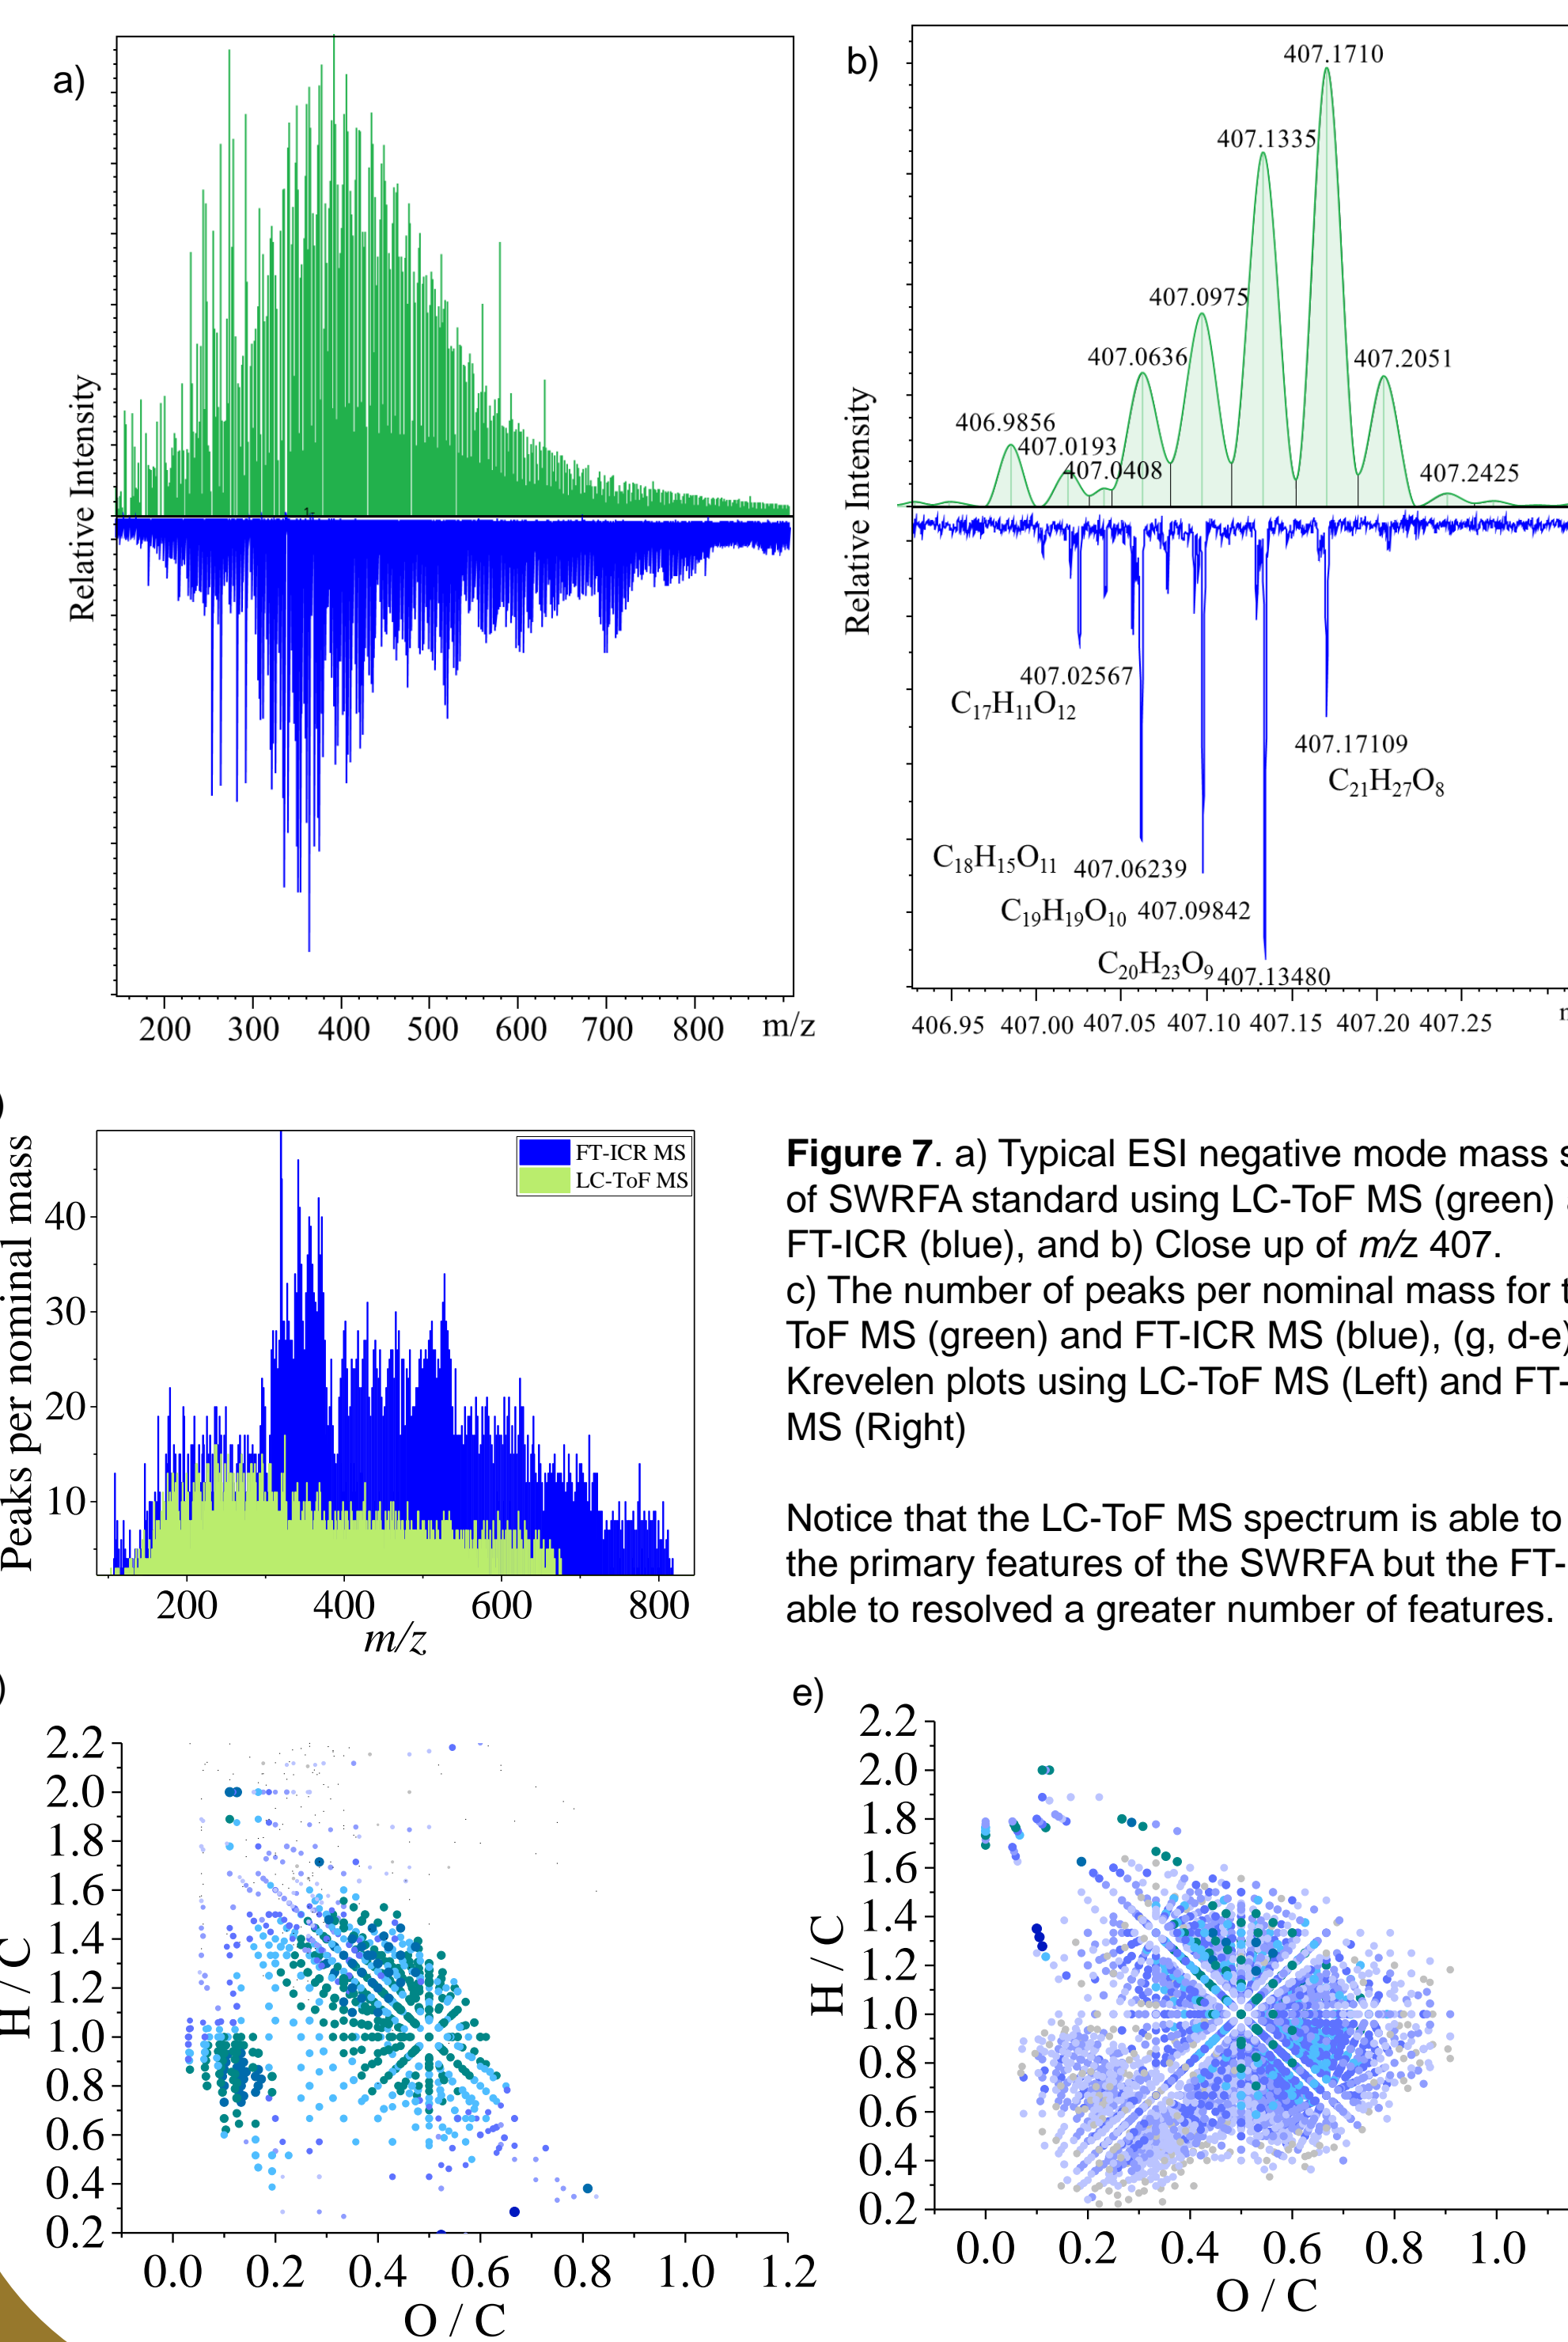 a)
Relative Intensity
200 300 400 500 600 700 800 m/z
b)
Relative Intensity
407.1710
407.1335
407.0975
407.0636
407.2051
406.9856
407.0193
407.0408
407.2425
407.02567
C17H11O12
407.17109
C21H27O8
C18H15O11 407.06239
C19H19O10 407.09842
C20H23O9 407.13480
406.95 407.00 407.05 407.10 407.15 407.20 407.25
)
Peaks per nominal mass
FT-ICR MS
LC-ToF MS
40
30
20
10
200 400 600 800
m/z
Figure 7. a) Typical ESI negative mode mass s
of SWRFA standard using LC-ToF MS (green)
FT-ICR (blue), and b) Close up of m/z 407.
c) The number of peaks per nominal mass for t
ToF MS (green) and FT-ICR MS (blue), (g, d-e)
Krevelen plots using LC-ToF MS (Left) and FT-
MS (Right)
Notice that the LC-ToF MS spectrum is able to
the primary features of the SWRFA but the FT-
able to resolved a greater number of features.
)
H / C
2.2
2.0
1.8
1.6
1.4
1.2
1.0
0.8
0.6
0.4
0.2
0.0 0.2 0.4 0.6 0.8 1.0 1.2
O / C
e)
H / C
2.2
2.0
1.8
1.6
1.4
1.2
1.0
0.8
0.6
0.4
0.2
0.0 0.2 0.4 0.6 0.8 1.0
O / C